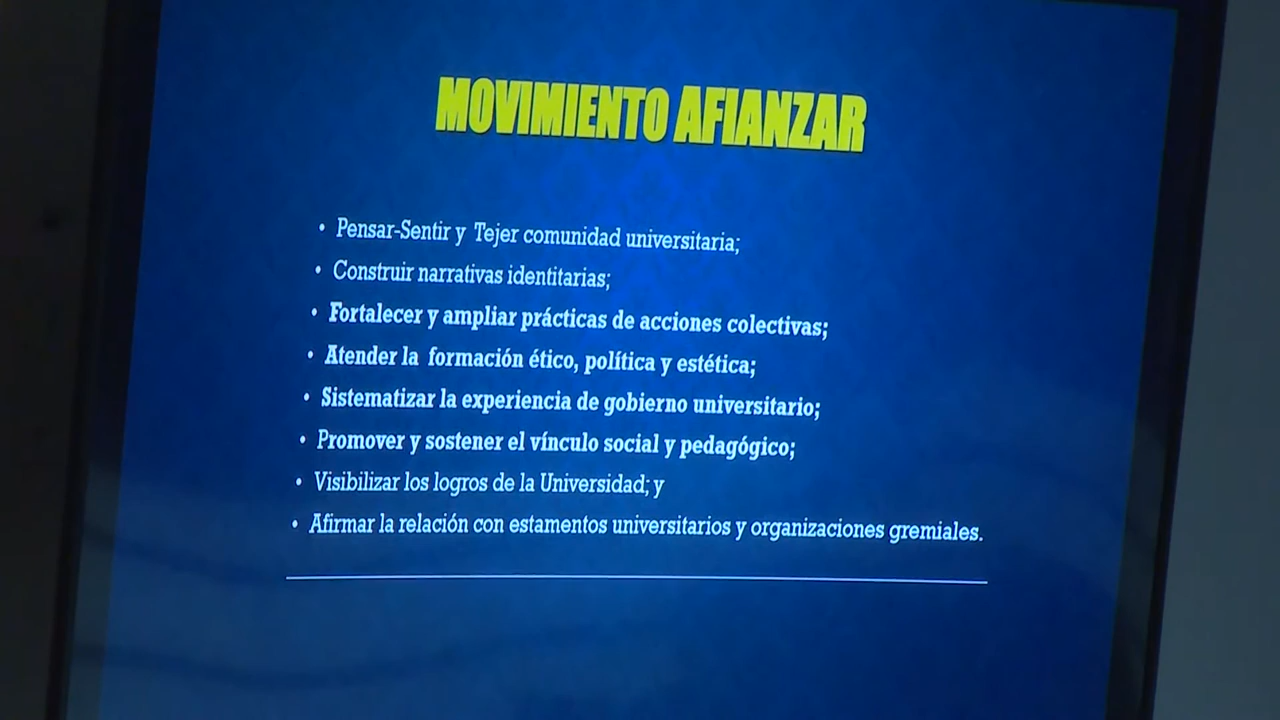 MOVIMIENTO AFIANZAR
• Pensar-Sentir y Tejer comunidad universitaria;
• Construir narrativas identitarias;
• Fortalecer y ampliar prácticas de acciones colectivas;
• Atender la formación ético, política y estética;
• Sistematizar la experiencia de gobierno universitario;
• Promover y sostener el vínculo social y pedagógico;
• Visibilizar los logros de la Universidad; y
• Afirmar la relación con estamentos universitarios y organizaciones gremiales.